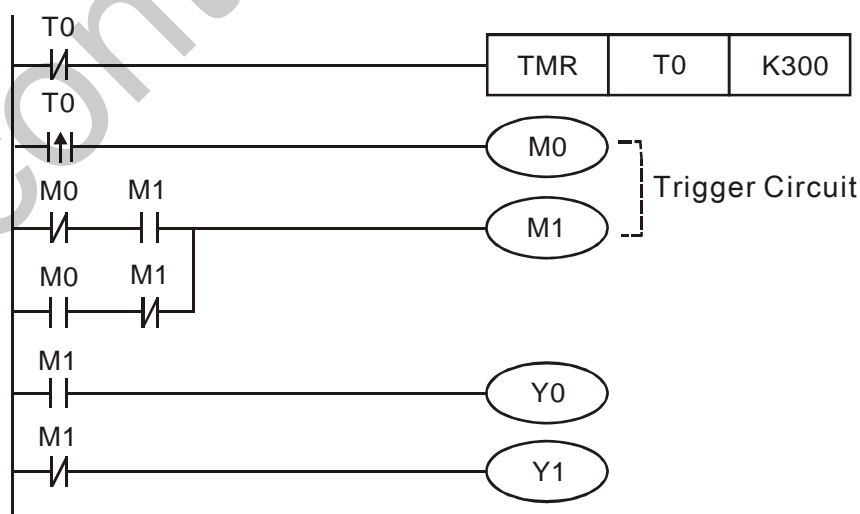 T0
TMR T0 K300
T0
M0
Trigger Circuit
M0 M1
M1
M0 M1
M1
Y0
M1
Y1